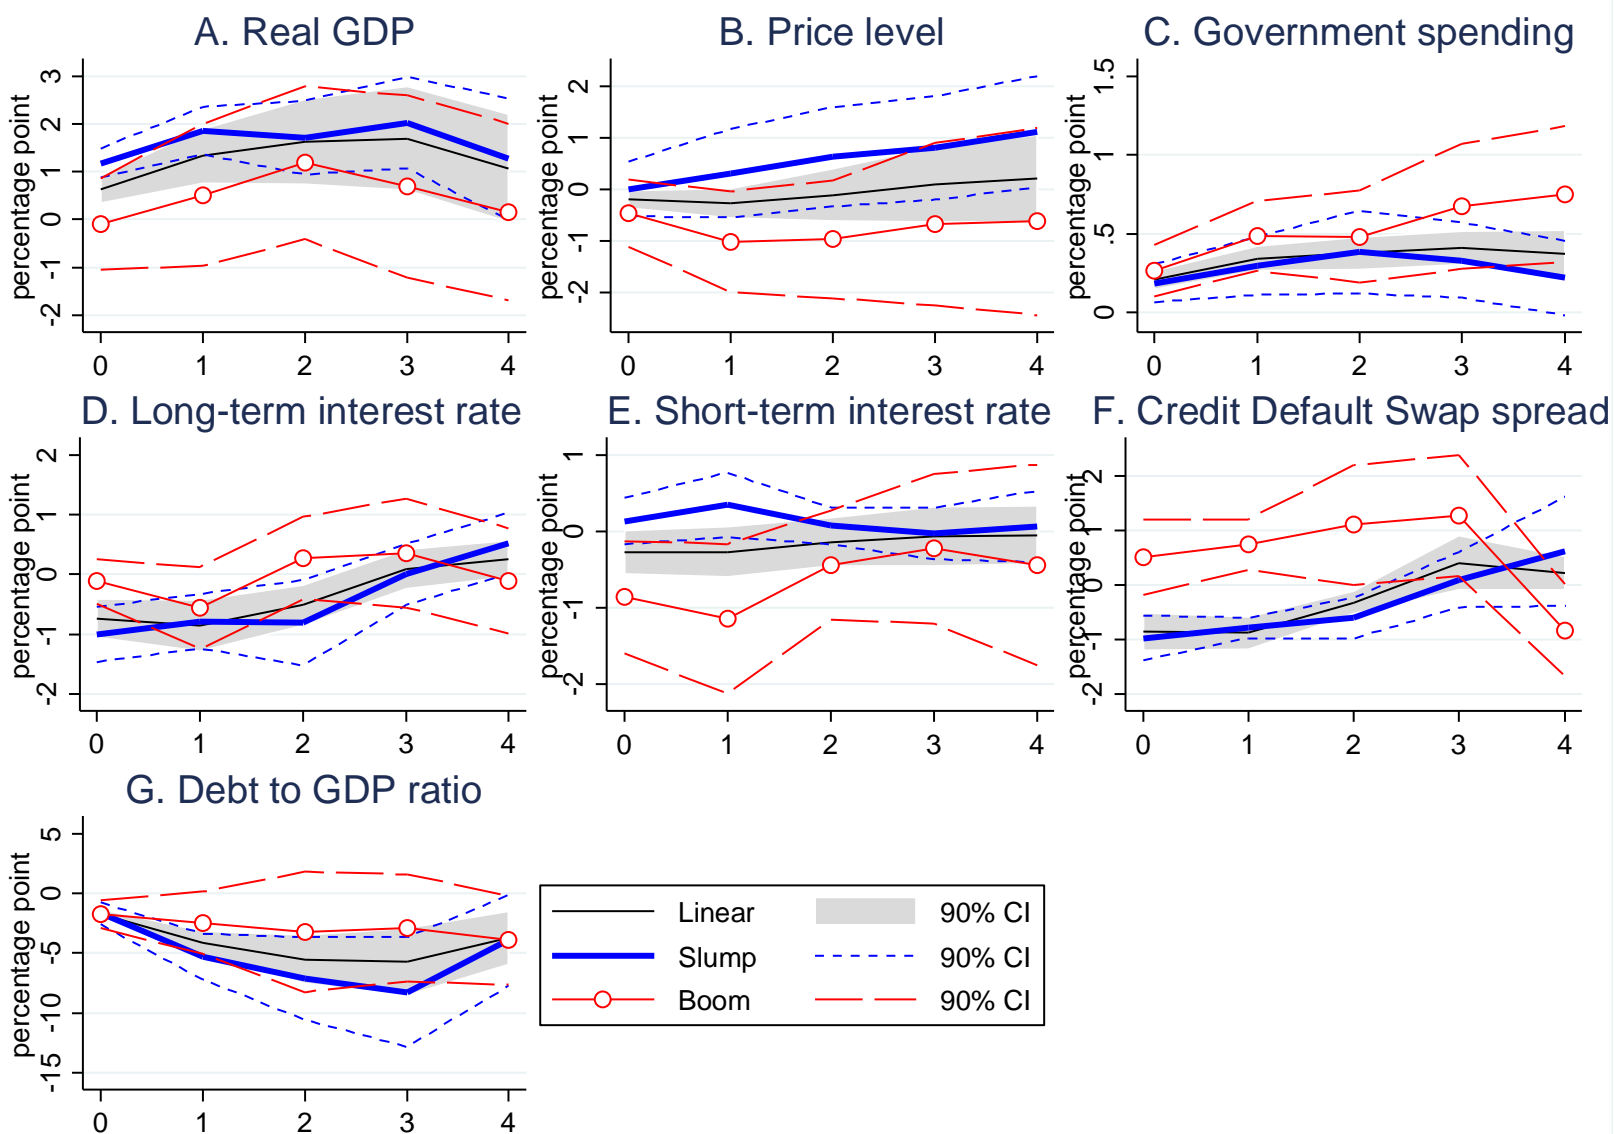 A. Real GDP
percentage point
3
2
1
0
-1
-2
0 1 2 3 4
B. Price level
percentage point
2
1
0
-1
-2
0 1 2 3 4
C. Government spending
percentage point
1.5
1
.5
0
0 1 2 3 4
D. Long-term interest rate
percentage point
2
1
0
-1
-2
0 1 2 3 4
E. Short-term interest rate
percentage point
1
0
-1
-2
0 1 2 3 4
F. Credit Default Swap spread
percentage point
2
1
0
-1
-2
0 1 2 3 4
G. Debt to GDP ratio
percentage point
5
0
-5
-10
-15
0 1 2 3 4
Linear 90% CI
Slump 90% CI
Boom 90% CI